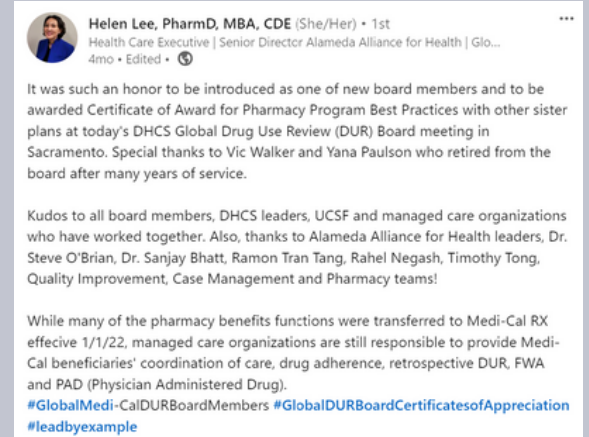 Helen Lee, PharmD, MBA, CDE (She/Her) • 1st
Health Care Executive | Senior Director Alameda Alliance for Health | Glo...
4mo • Edited •
It was such an honor to be introduced as one of new board members and to be
awarded Certificate of Award for Pharmacy Program Best Practices with other sister
plans at today's DHCS Global Drug Use Review (DUR) Board meeting in
Sacramento. Special thanks to Vic Walker and Yana Paulson who retired from the
board after many years of service.
Kudos to all board members, DHCS leaders, UCSF and managed care organizations
who have worked together. Also, thanks to Alameda Alliance for Health leaders, Dr.
Steve O'Brian, Dr. Sanjay Bhatt, Ramon Tran Tang, Rahel Negash, Timothy Tong,
Quality Improvement, Case Management and Pharmacy teams!
While many of the pharmacy benefits functions were transferred to Medi-Cal RX
effecive 1/1/22, managed care organizations are still responsible to provide Medi-
Cal beneficiaries' coordination of care, drug adherence, retrospective DUR, FWA
and PAD (Physician Administered Drug).
#GlobalMedi-CalDURBoardMembers #GlobalDURBoardCertificatesofAppreciation
#leadbyexample